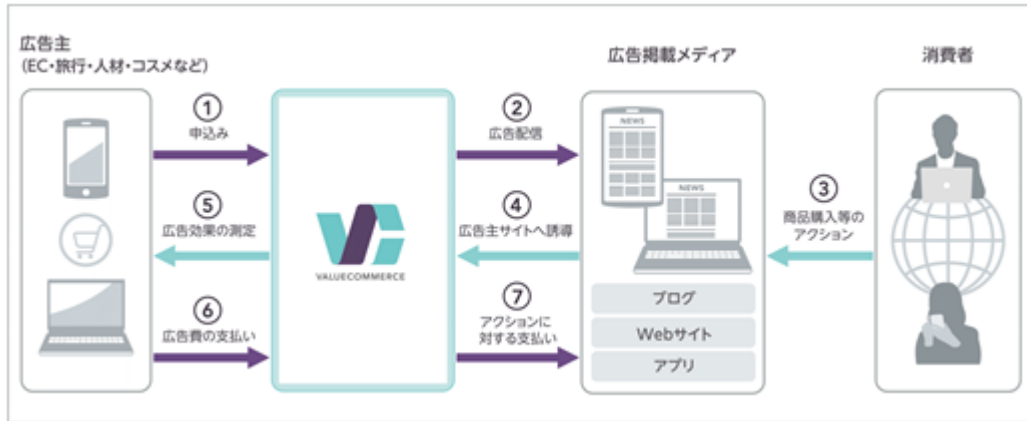 広告主
(EC・旅行・人材・コスメなど)
広告掲載メディア
消費者
①
申込み
②
広告配信
③
商品購入等の
アクション
④
広告主サイトへ誘導
⑤
広告効果の測定
⑥
広告費の支払い
⑦
アクションに
対する支払い
VALUECOMMERCE
NEWS
NEWS
ブログ
Webサイト
アプリ